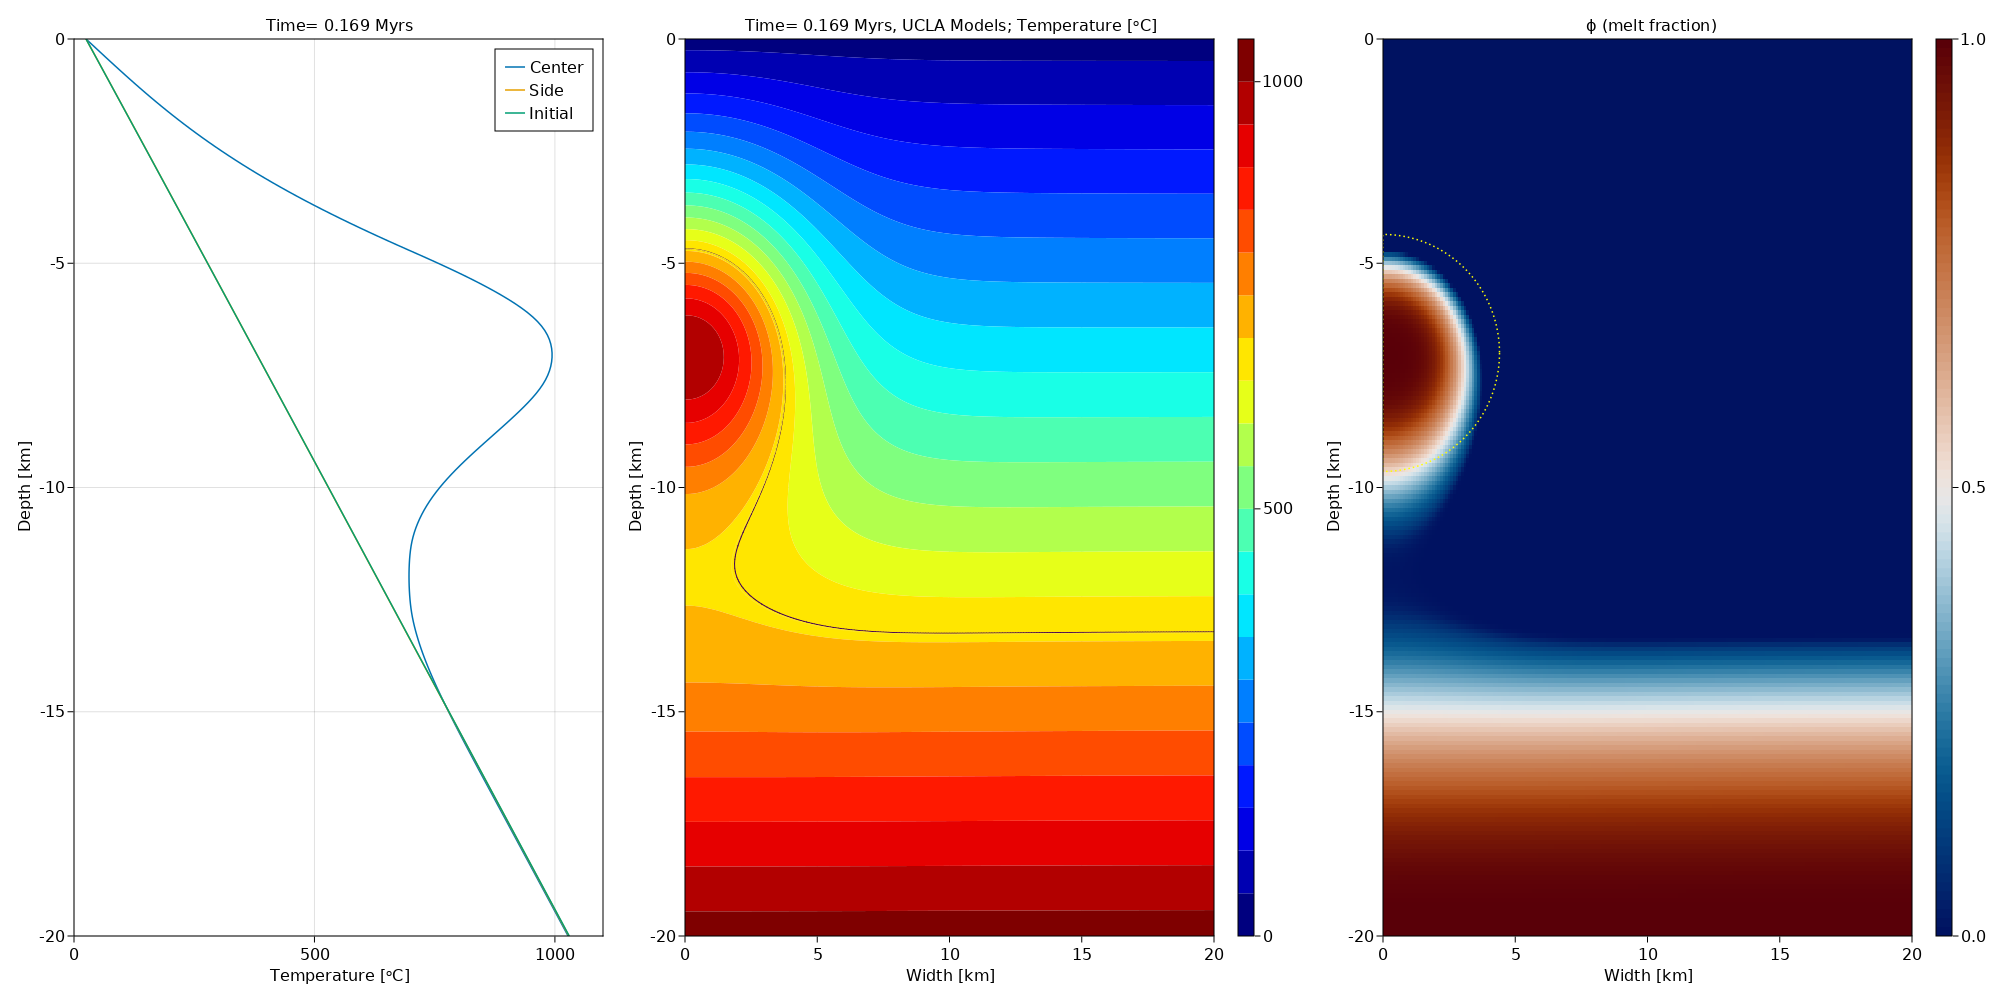 Time= 0.169 Myrs
0
-5
-10
-15
-20
Depth [km]
Center
Side
Initial
0
500
1000
Temperature [ᵒC]
Time= 0.169 Myrs, UCLA Models; Temperature [ᵒC]
0
-5
-10
-15
-20
Depth [km]
0
5
10
15
20
Width [km]
1000
500
0
ϕ (melt fraction)
0
-5
-10
-15
-20
Depth [km]
0
5
10
15
20
Width [km]
1.0
0.5
0.0